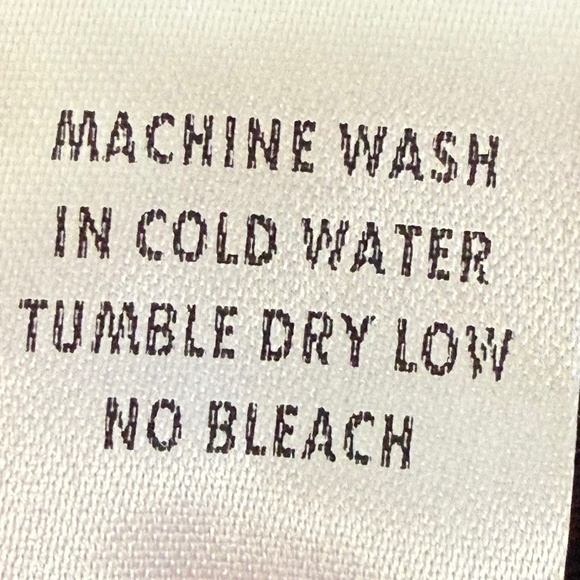 MACHINE WASH
IN COLD WATER
TUMBLE DRY LOW
NO BLEACH